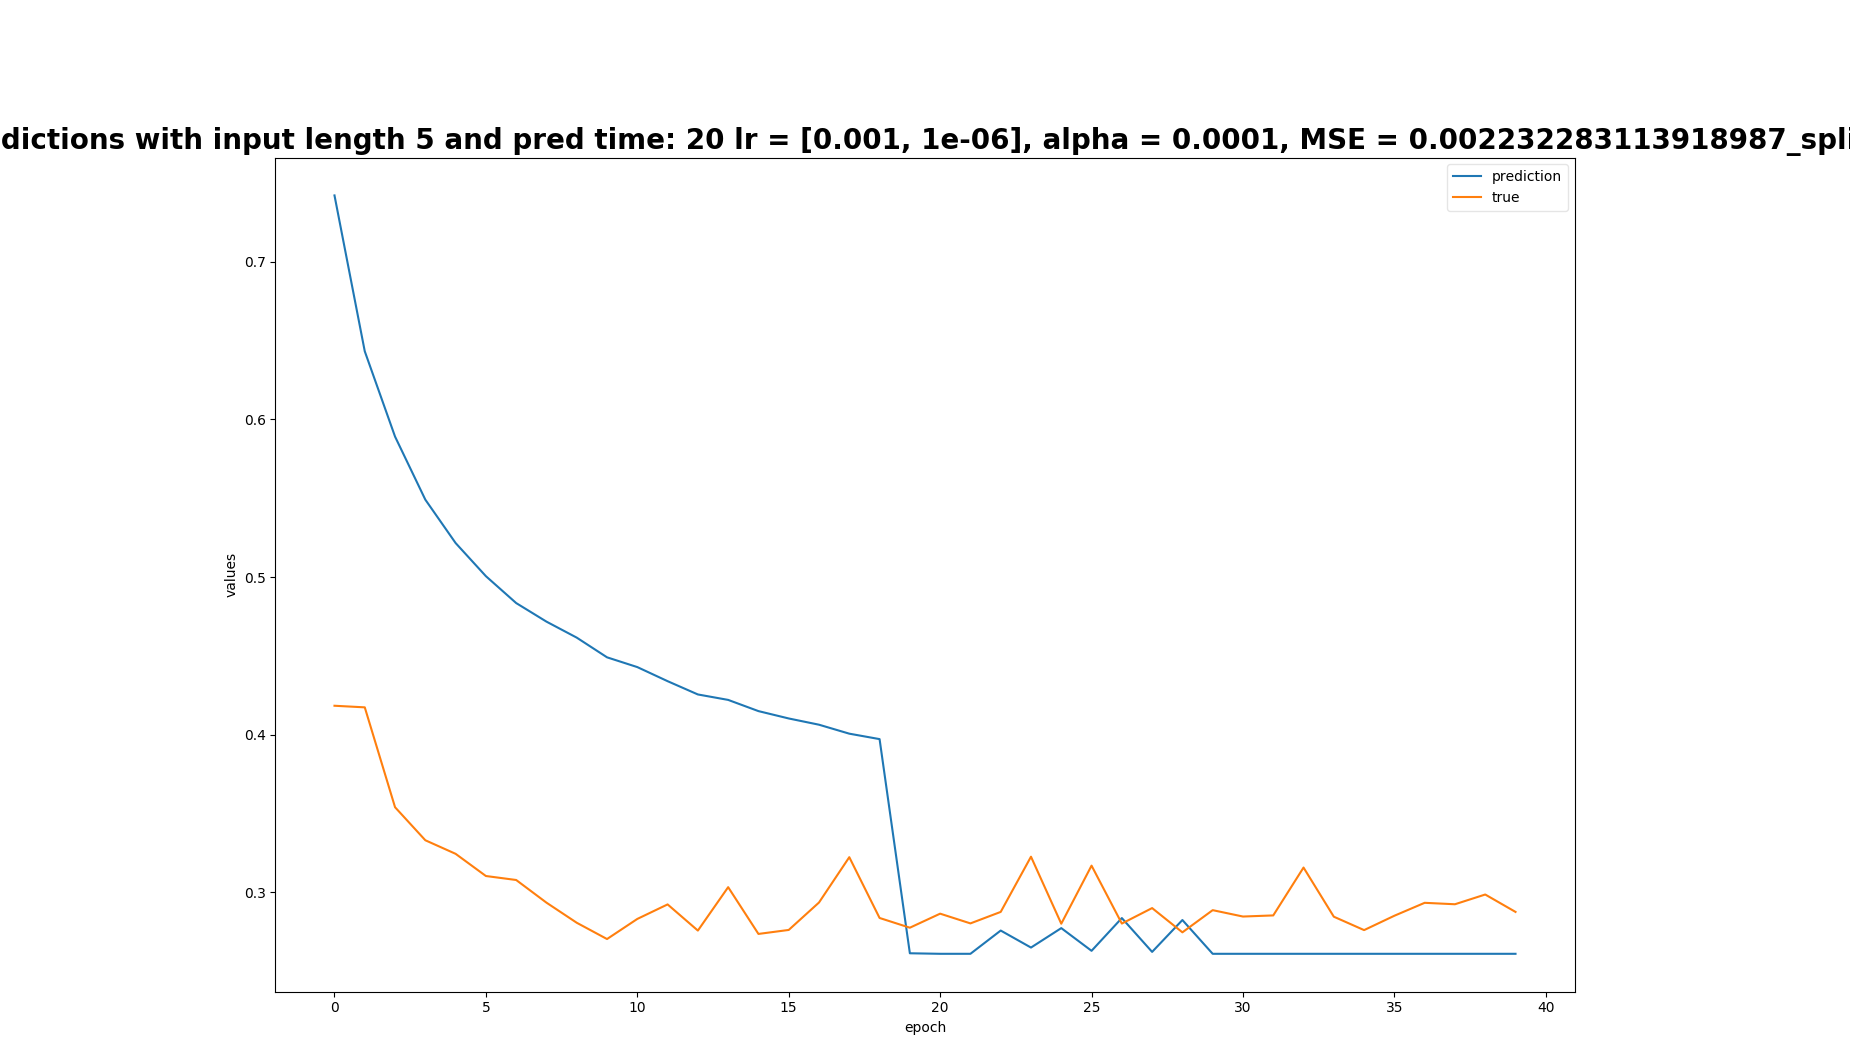 dictions with input length 5 and pred time: 20 lr = [0.001, 1e-06], alpha = 0.0001, MSE = 0.002232283113918987_spli
prediction
true
0.7
0.6
0.5
0.4
0.3
values
0 5 10 15 20 25 30 35 40
epoch